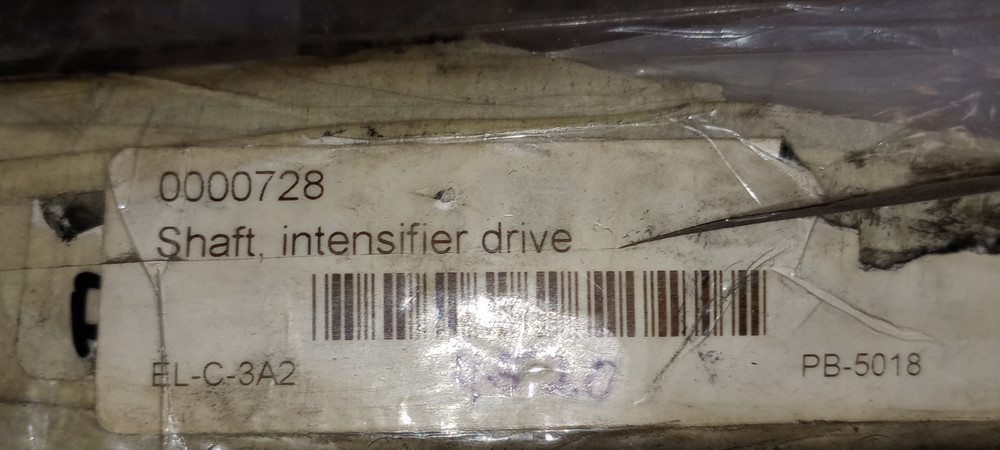 0000728
Shaft, intensifier drive
EL-C-3A2
PB-5018